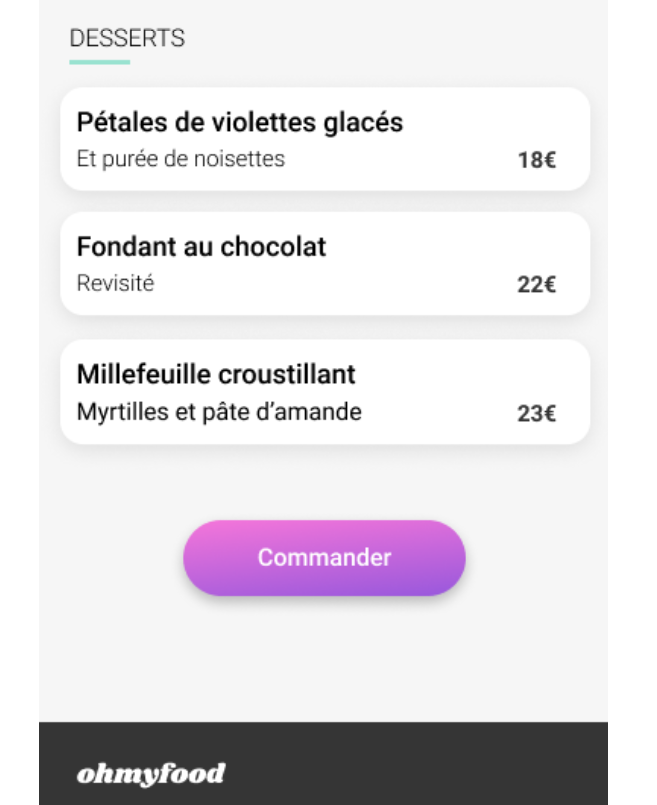 DESSERTS
Pétales de violettes glacés
Et purée de noisettes
18€
Fondant au chocolat
Revisité
22€
Millefeuille croustillant
Myrtilles et pâte d’amande
23€
Commander
ohmyfood